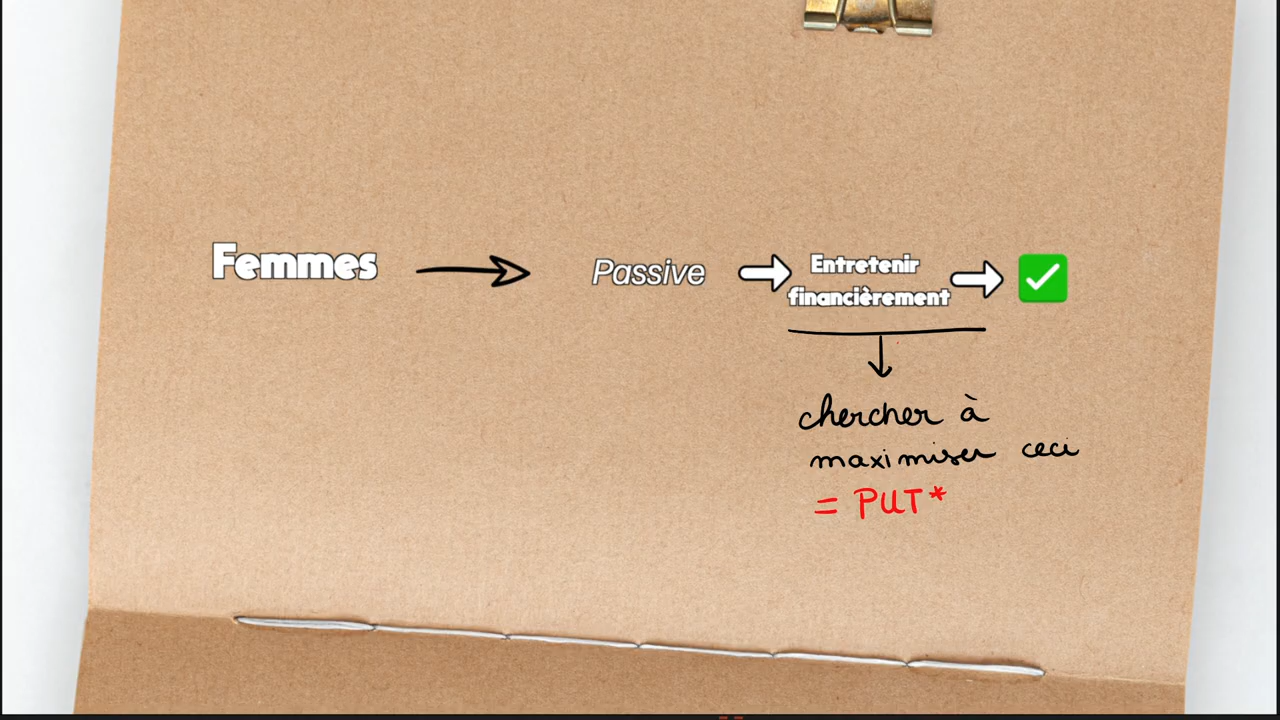 Femmes
Passive
Entretenir
financièrement
chercher à
maximiser ceci
= PUT*